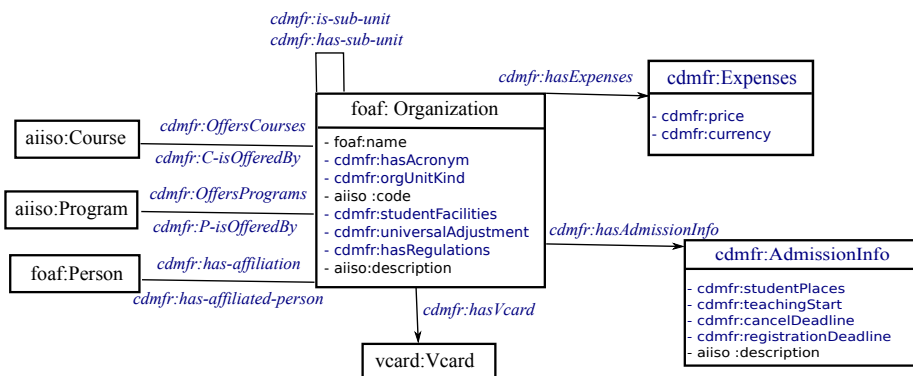 cdmfr:is-sub-unit
cdmfr:has-sub-unit
cdmfr:hasExpenses
cdmfr:Expenses
- cdmfr:price
- cdmfr:currency
foaf: Organization
- foaf:name
- cdmfr:hasAcronym
- cdmfr:orgUnitKind
- aiiso :code
- cdmfr:studentFacilities
- cdmfr:universalAdjustment
- cdmfr:hasRegulations
- aiiso:description
aiiso:Course
cdmfr:OffersCourses
cdmfr:C-isOfferedBy
aiiso:Program
cdmfr:OffersPrograms
cdmfr:P-isOfferedBy
foaf:Person
cdmfr:has-affiliation
cdmfr:has-affiliated-person
cdmfr:hasAdmissionInfo
cdmfr:AdmissionInfo
- cdmfr:studentPlaces
- cdmfr:teachingStart
- cdmfr:cancelDeadline
- cdmfr:registrationDeadline
- aiiso :description
cdmfr:hasVcard
vcard:Vcard